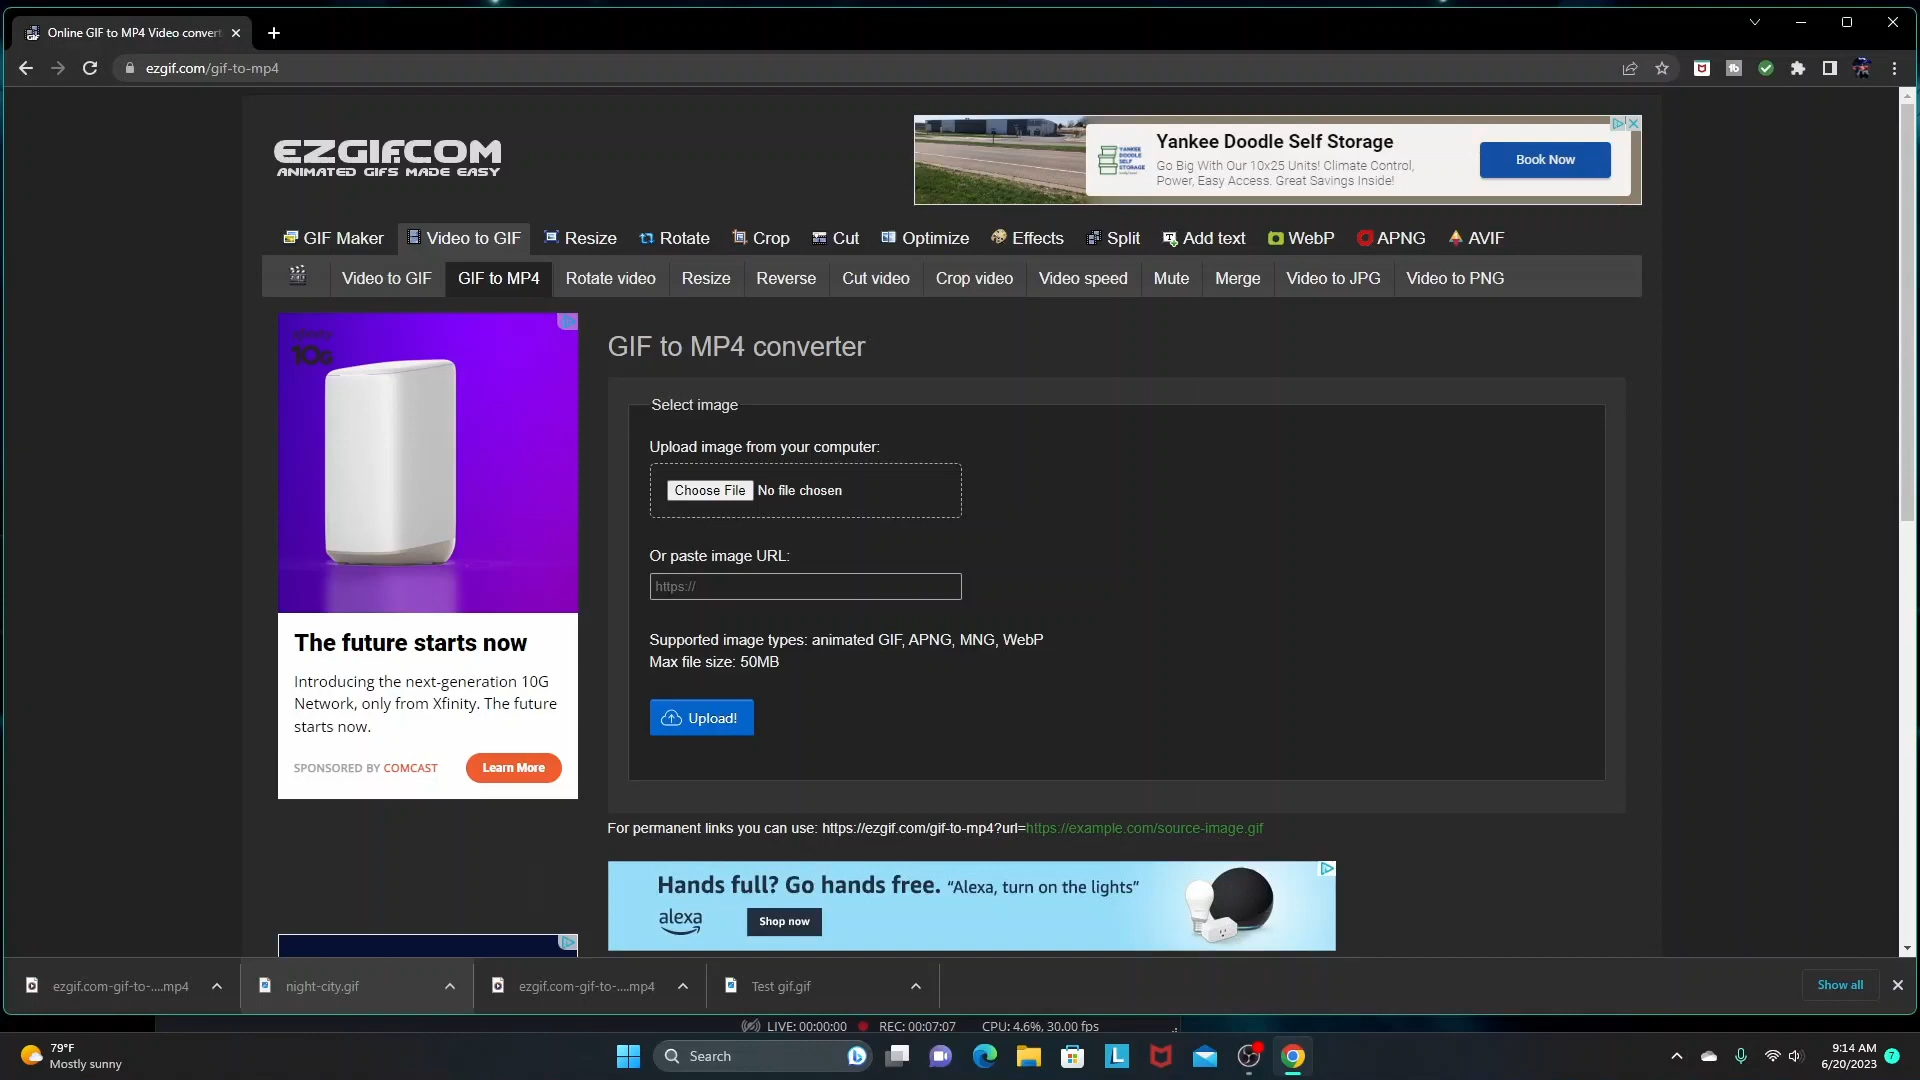 Online GIF to MP4 Video convert
ezgif.com/gif-to-mp4
EZGIF.COM
ANIMATED GIFS MADE EASY
Yankee Doodle Self Storage
Go Big With Our 10x25 Units! Climate Control,
Power, Easy Access. Great Savings Inside!
YANKEE DOODLE SELF STORAGE
Book Now
GIF Maker Video to GIF Resize Rotate Crop Cut Optimize Effects Split Add text WebP APNG AVIF
Video to GIF GIF to MP4 Rotate video Resize Reverse Cut video Crop video Video speed Mute Merge Video to JPG Video to PNG
xfinity
10G
The future starts now
Introducing the next-generation 10G
Network, only from Xfinity. The future
starts now.
SPONSORED BY COMCAST
Learn More
GIF to MP4 converter
Select image
Upload image from your computer:
Choose File No file chosen
Or paste image URL:
https://
Supported image types: animated GIF, APNG, MNG, WebP
Max file size: 50MB
Upload!
For permanent links you can use: https://ezgif.com/gif-to-mp4?url=https://example.com/source-image.gif
Hands full? Go hands free. “Alexa, turn on the lights”
alexa
Shop now
ezgif.com-gif-to-....mp4
night-city.gif
ezgif.com-gif-to-....mp4
Test gif.gif
Show all
LIVE: 00:00:00 REC: 00:07:07 CPU: 4.6%, 30.00 fps
79°F
Mostly sunny
Search
L
9:14 AM
6/20/2023
7